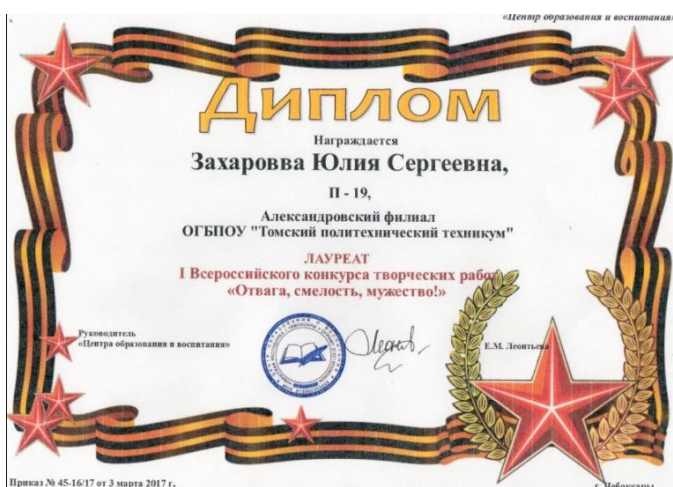 «Центр образования и воспитания»
Диплом
Награждается
Захаровва Юлия Сергеевна,
П - 19,
Александровский филиал
ОГБПОУ "Томский политехнический техникум"
ЛАУРЕАТ
I Всероссийского конкурса творческих работ
«Отвага, смелость, мужество!»
Руководитель
«Центра образования и воспитания»
Е.М. Леонтьева
Приказ № 45-16/17 от 3 марта 2017 г.
г. Чебоксары